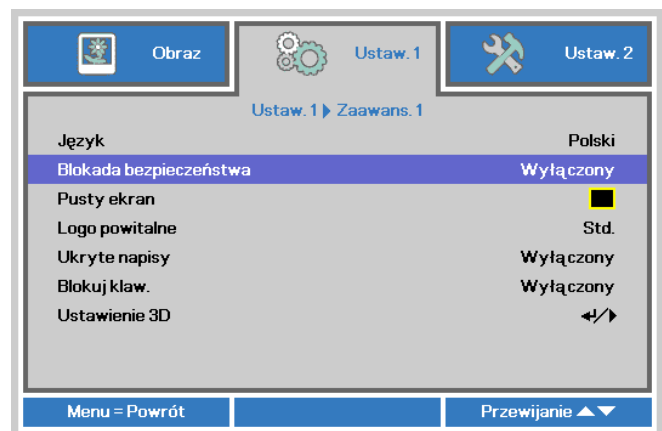 Obraz
Ustaw. 1
Ustaw. 2
Ustaw. 1 Zaawans. 1
Język Polski
Blokada bezpieczeństwa Wyłączony
Pusty ekran
Logo powitalne Std.
Ukryte napisy Wyłączony
Blokuj klaw. Wyłączony
Ustawienie 3D
Menu = Powrót
Przewijanie